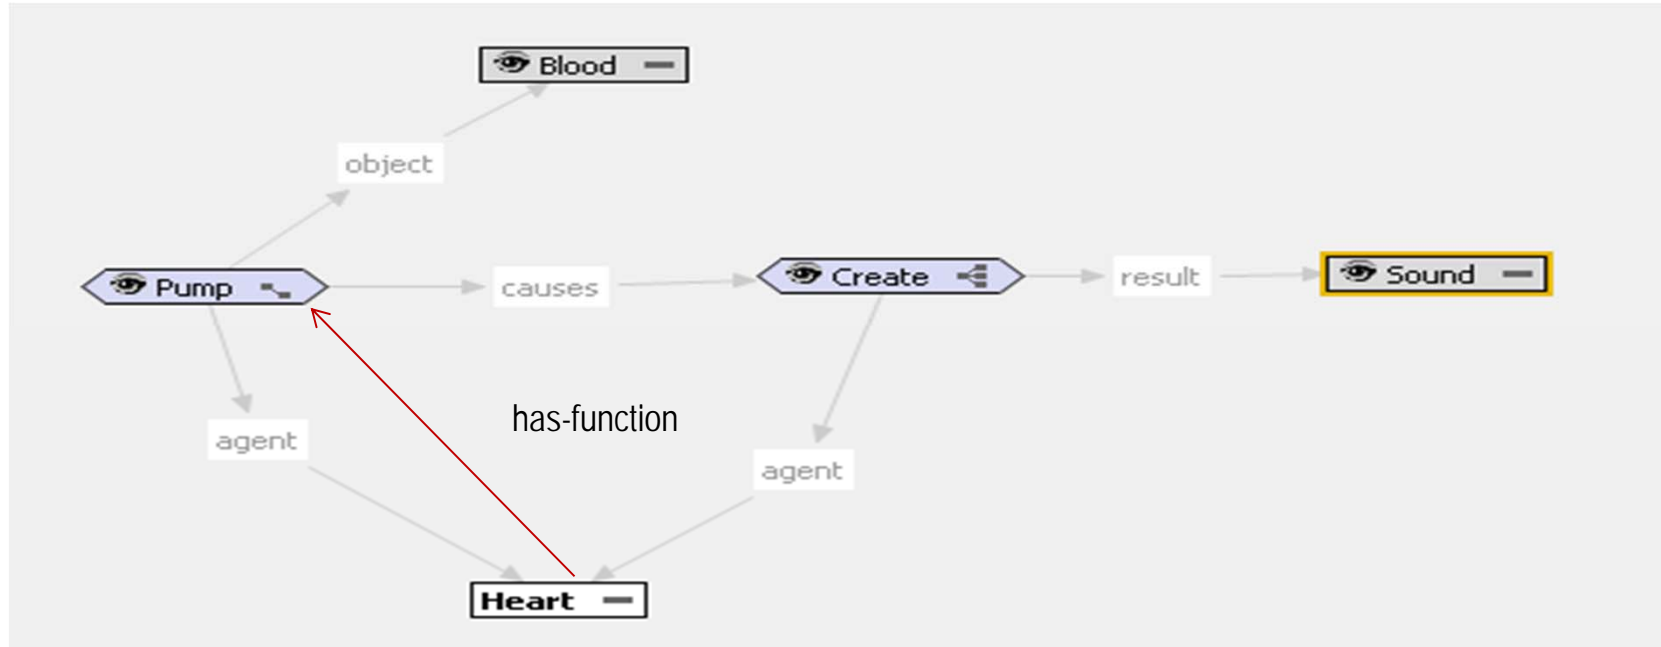 Blood
object
Pump
causes
Create
result
Sound
has-function
agent
agent
Heart